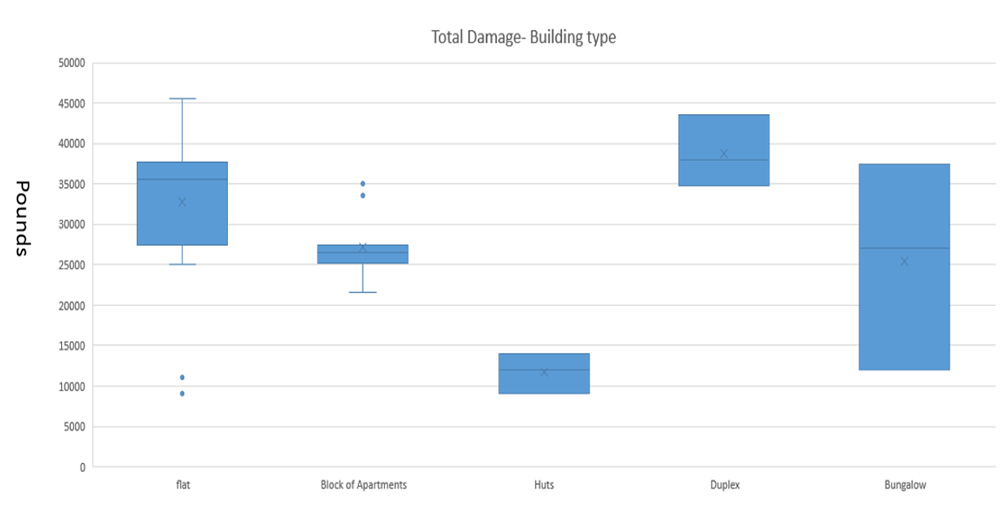 Total Damage- Building type
Pounds
50000
45000
40000
35000
30000
25000
20000
15000
10000
5000
0
flat
Block of Apartments
Huts
Duplex
Bungalow